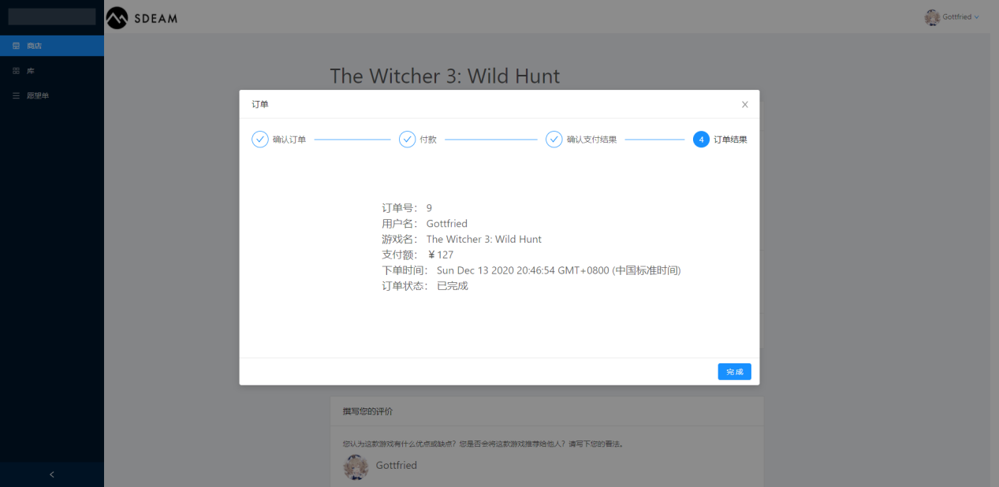 SDEAM
Gottfried
商店
库
愿望单
The Witcher 3: Wild Hunt
订单
确认订单
付款
确认支付结果
4 订单结果
订单号： 9
用户名： Gottfried
游戏名： The Witcher 3: Wild Hunt
支付额： ￥127
下单时间： Sun Dec 13 2020 20:46:54 GMT+0800 (中国标准时间)
订单状态： 已完成
完成
撰写您的评价
您认为这款游戏有什么优点或缺点？您是否会将这款游戏推荐给他人？请写下您的看法。
Gottfried